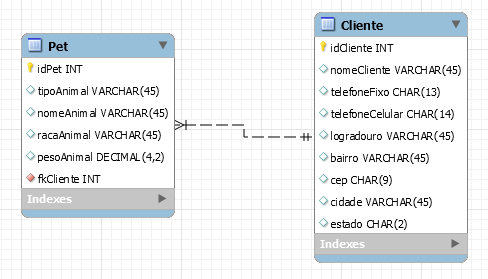 Pet
idPet INT
tipoAnimal VARCHAR(45)
nomeAnimal VARCHAR(45)
racaAnimal VARCHAR(45)
pesoAnimal DECIMAL(4,2)
fkCliente INT
Indexes
Cliente
idCliente INT
nomeCliente VARCHAR(45)
telefoneFixo CHAR(13)
telefoneCelular CHAR(14)
logradouro VARCHAR(45)
bairro VARCHAR(45)
cep CHAR(9)
cidade VARCHAR(45)
estado CHAR(2)
Indexes